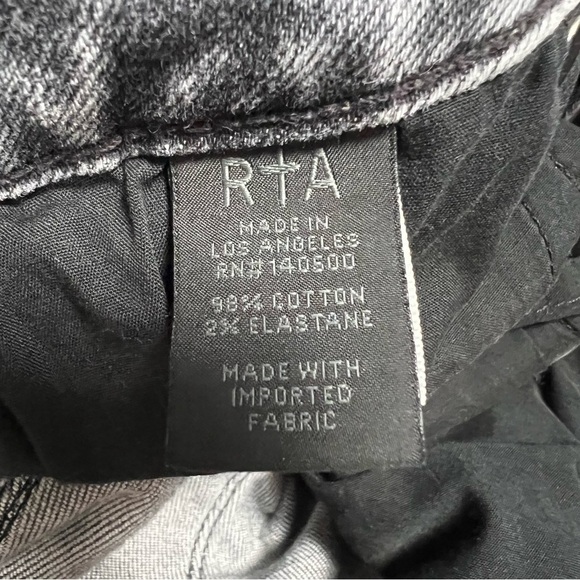 R†A
MADE IN
LOS ANGELES
RN# 140500
98% COTTON
2% ELASTANE
MADE WITH
IMPORTED
FABRIC